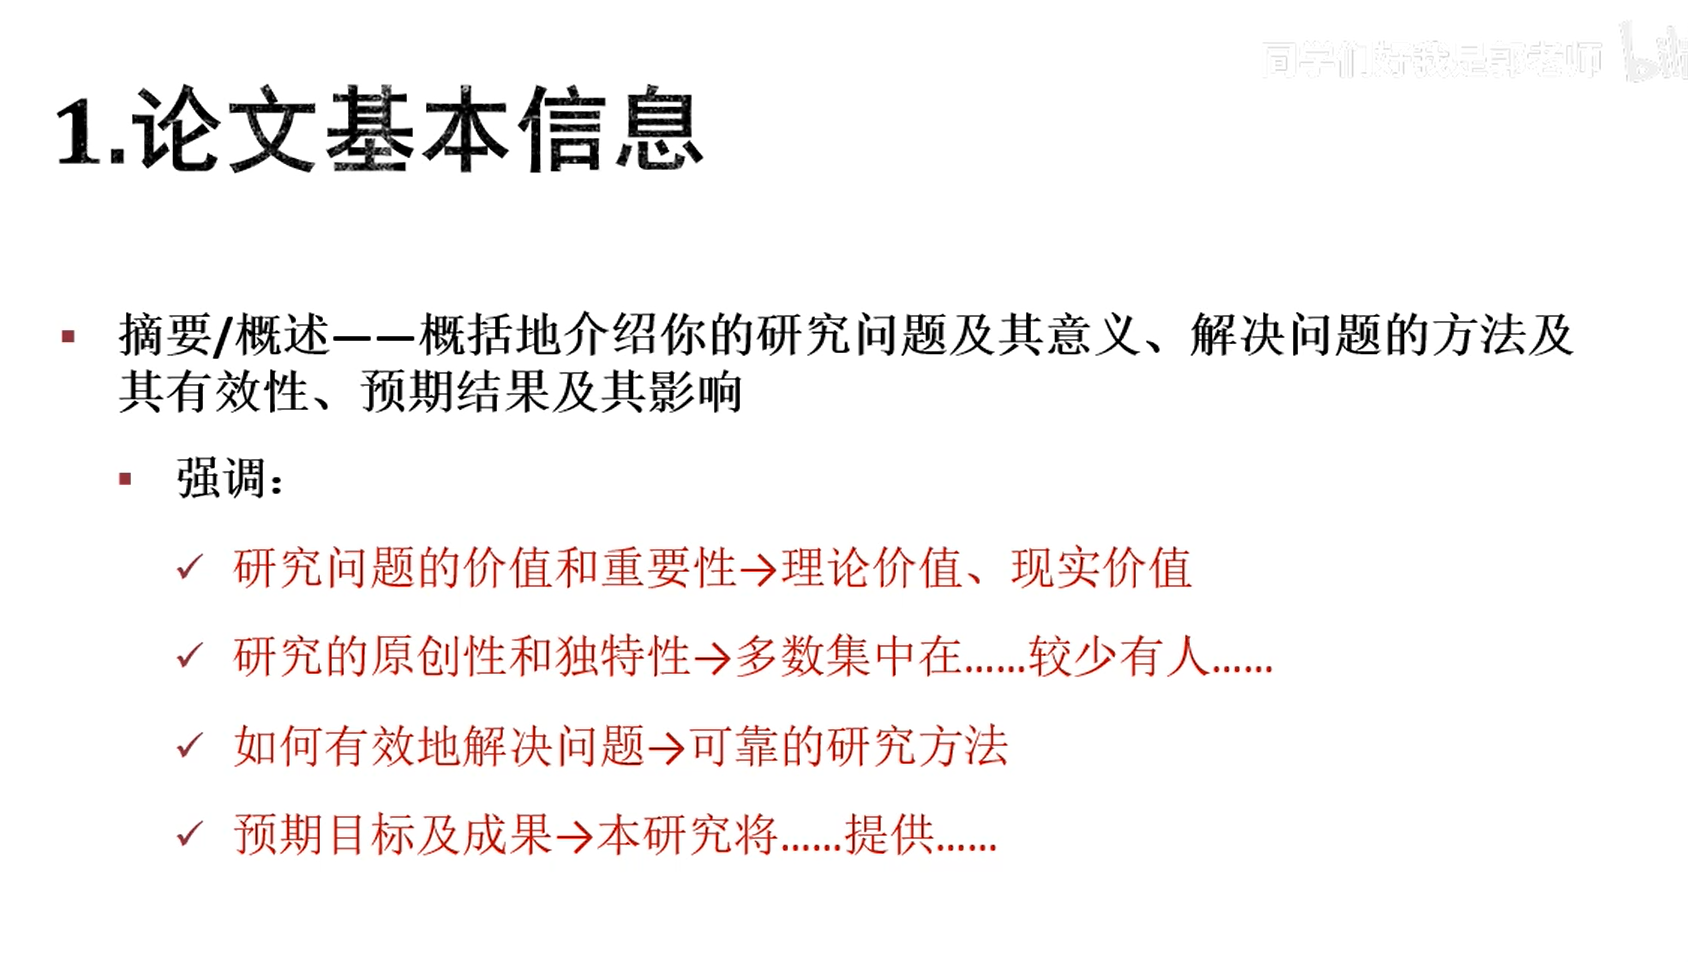 同学们好我是郭老师 bili
1.论文基本信息
▪ 摘要/概述——概括地介绍你的研究问题及其意义、解决问题的方法及
其有效性、预期结果及其影响
▪ 强调：
✓ 研究问题的价值和重要性→理论价值、现实价值
✓ 研究的原创性和独特性→多数集中在……较少有人……
✓ 如何有效地解决问题→可靠的研究方法
✓ 预期目标及成果→本研究将……提供……